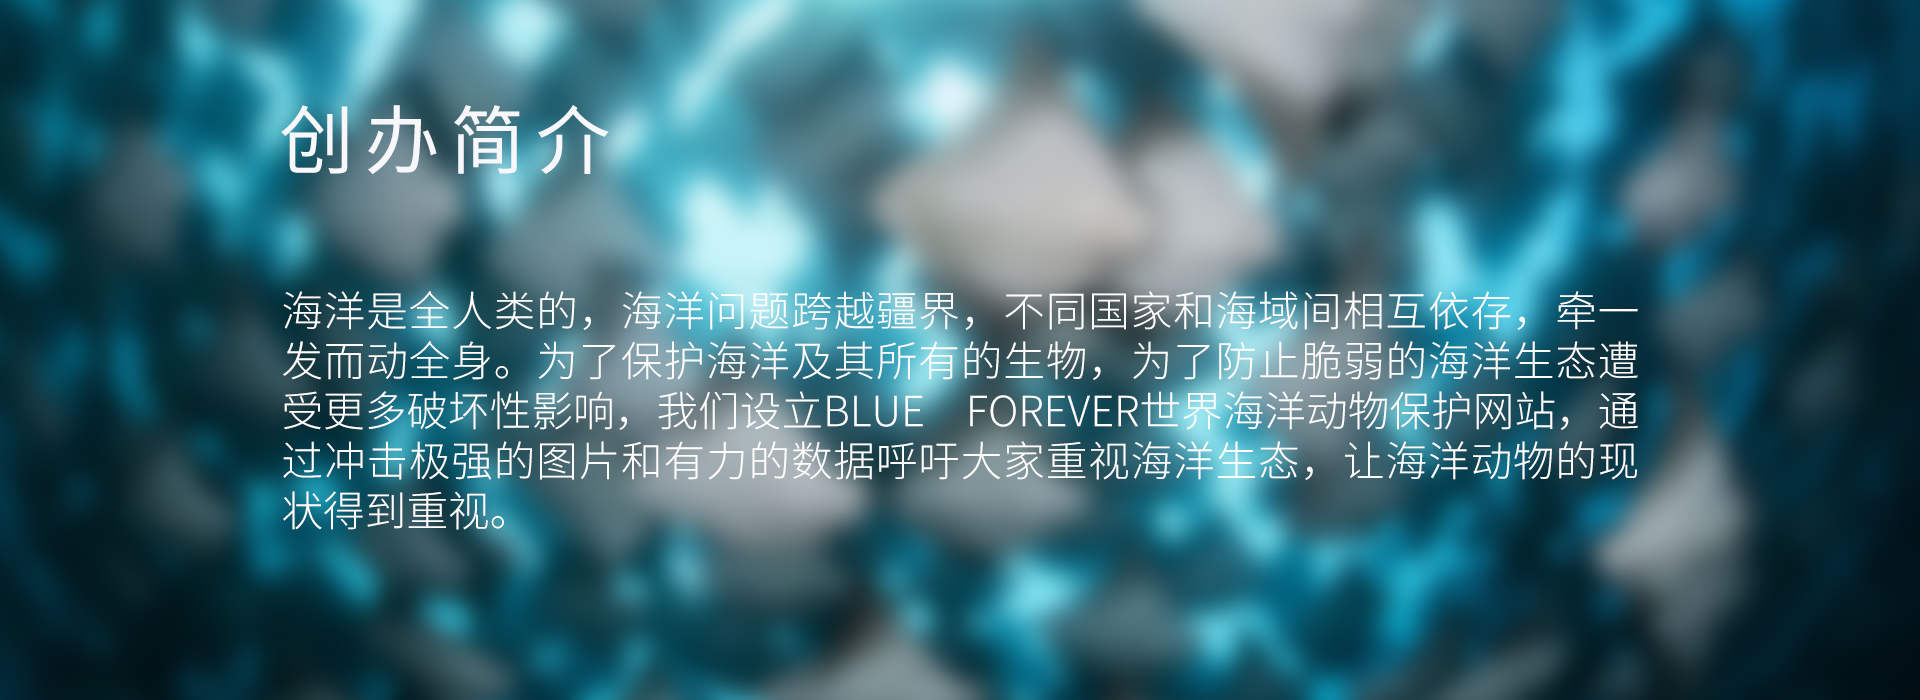 创办简介
海洋是全人类的，海洋问题跨越疆界，不同国家和海域间相互依存，牵一
发而动全身。为了保护海洋及其所有的生物，为了防止脆弱的海洋生态遭
受更多破坏性影响，我们设立BLUE　FOREVER世界海洋动物保护网站，通
过冲击极强的图片和有力的数据呼吁大家重视海洋生态，让海洋动物的现
状得到重视。